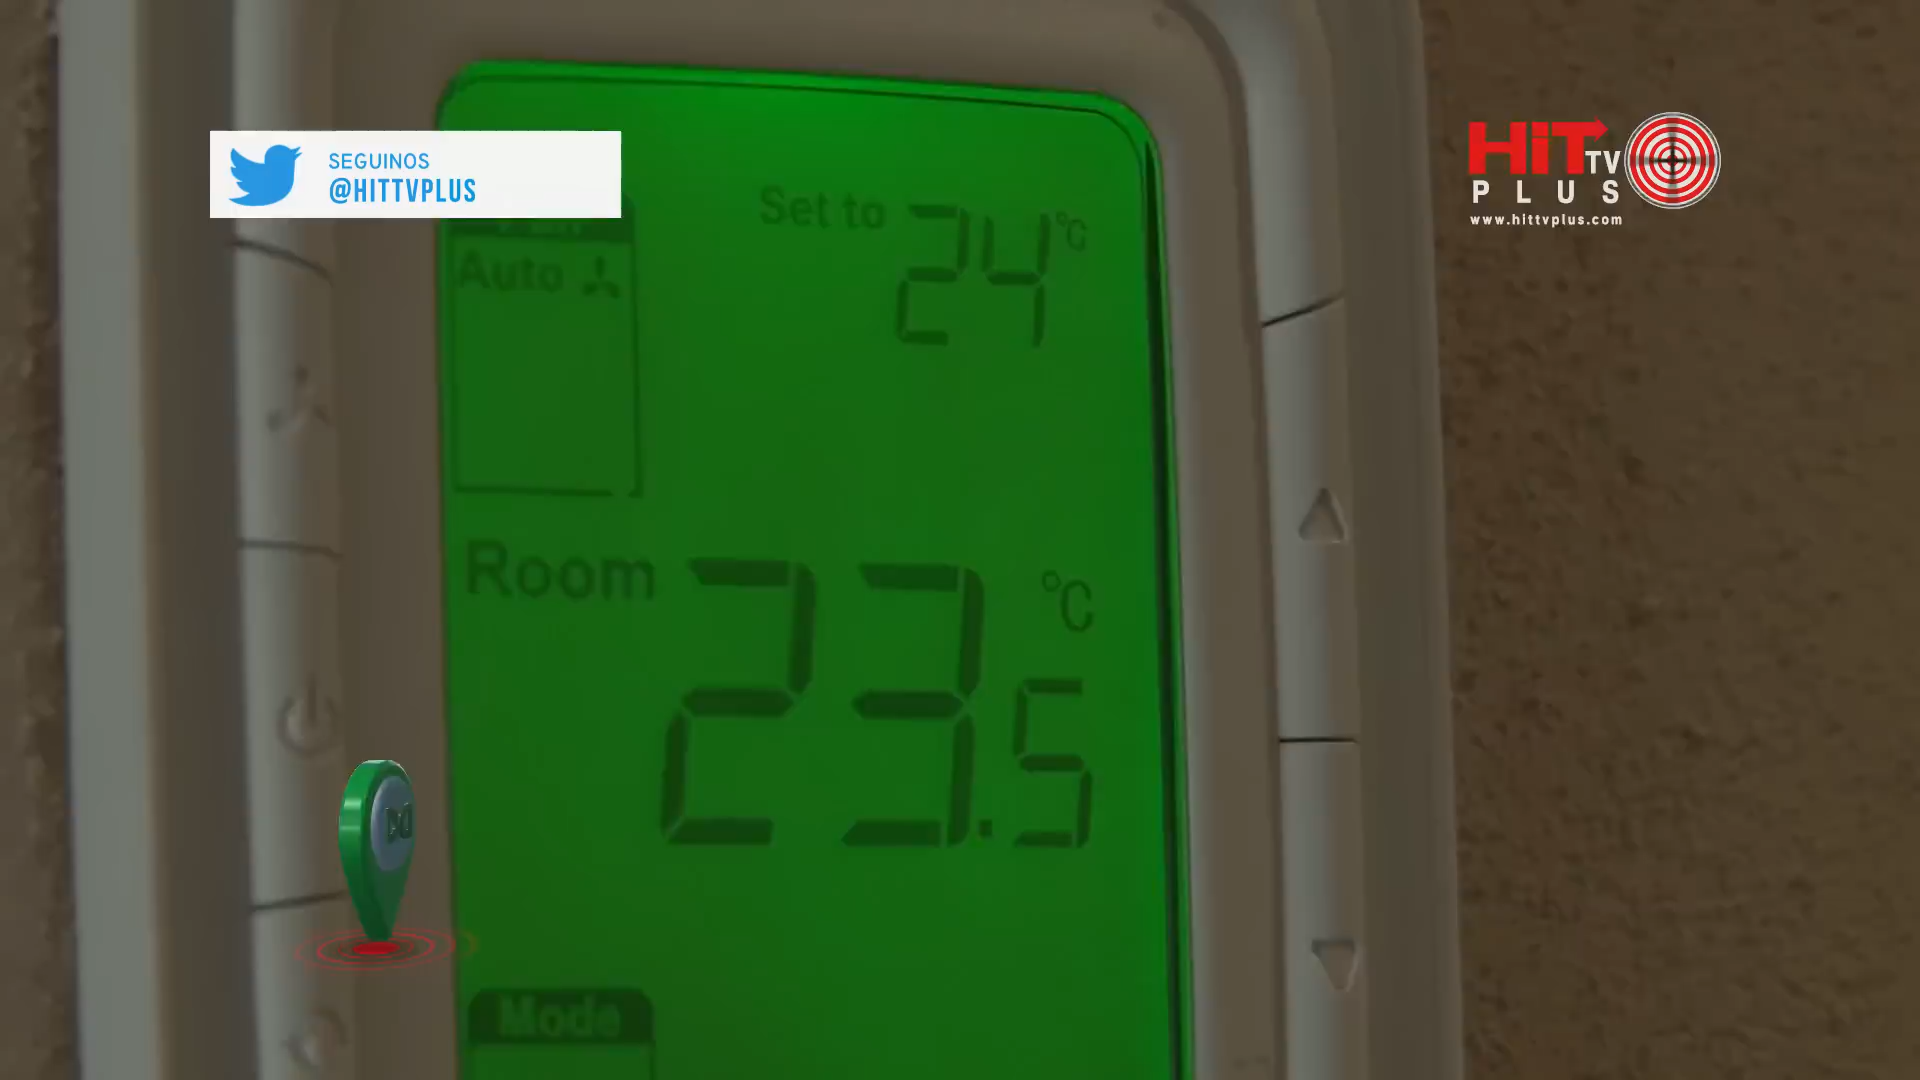 SEGUINOS
@HITTVPLUS
HIT TV
PLUS
www.hittvplus.com
Set to 24 °C
Auto
Room 23.5 °C
Mode